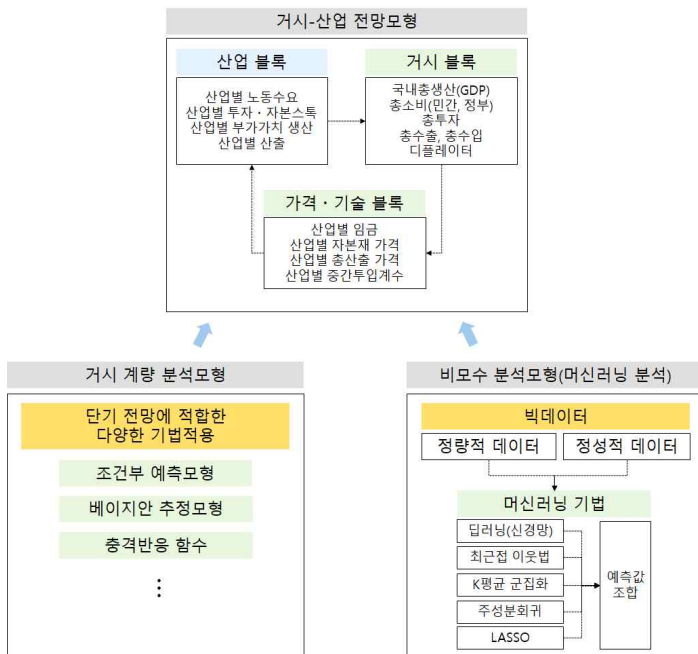 거시-산업 전망모형
산업 블록
산업별 노동수요
산업별 투자・자본스톡
산업별 부가가치 생산
산업별 산출
거시 블록
국내총생산(GDP)
총소비(민간, 정부)
총투자
총수출, 총수입
디플레이터
가격・기술 블록
산업별 임금
산업별 자본재 가격
산업별 총산출 가격
산업별 중간투입계수
거시 계량 분석모형
단기 전망에 적합한
다양한 기법적용
조건부 예측모형
베이지안 추정모형
충격반응 함수
⋮
비모수 분석모형(머신러닝 분석)
빅데이터
정량적 데이터
정성적 데이터
머신러닝 기법
딥러닝(신경망)
최근접 이웃법
K평균 군집화
주성분회귀
LASSO
예측값
조합